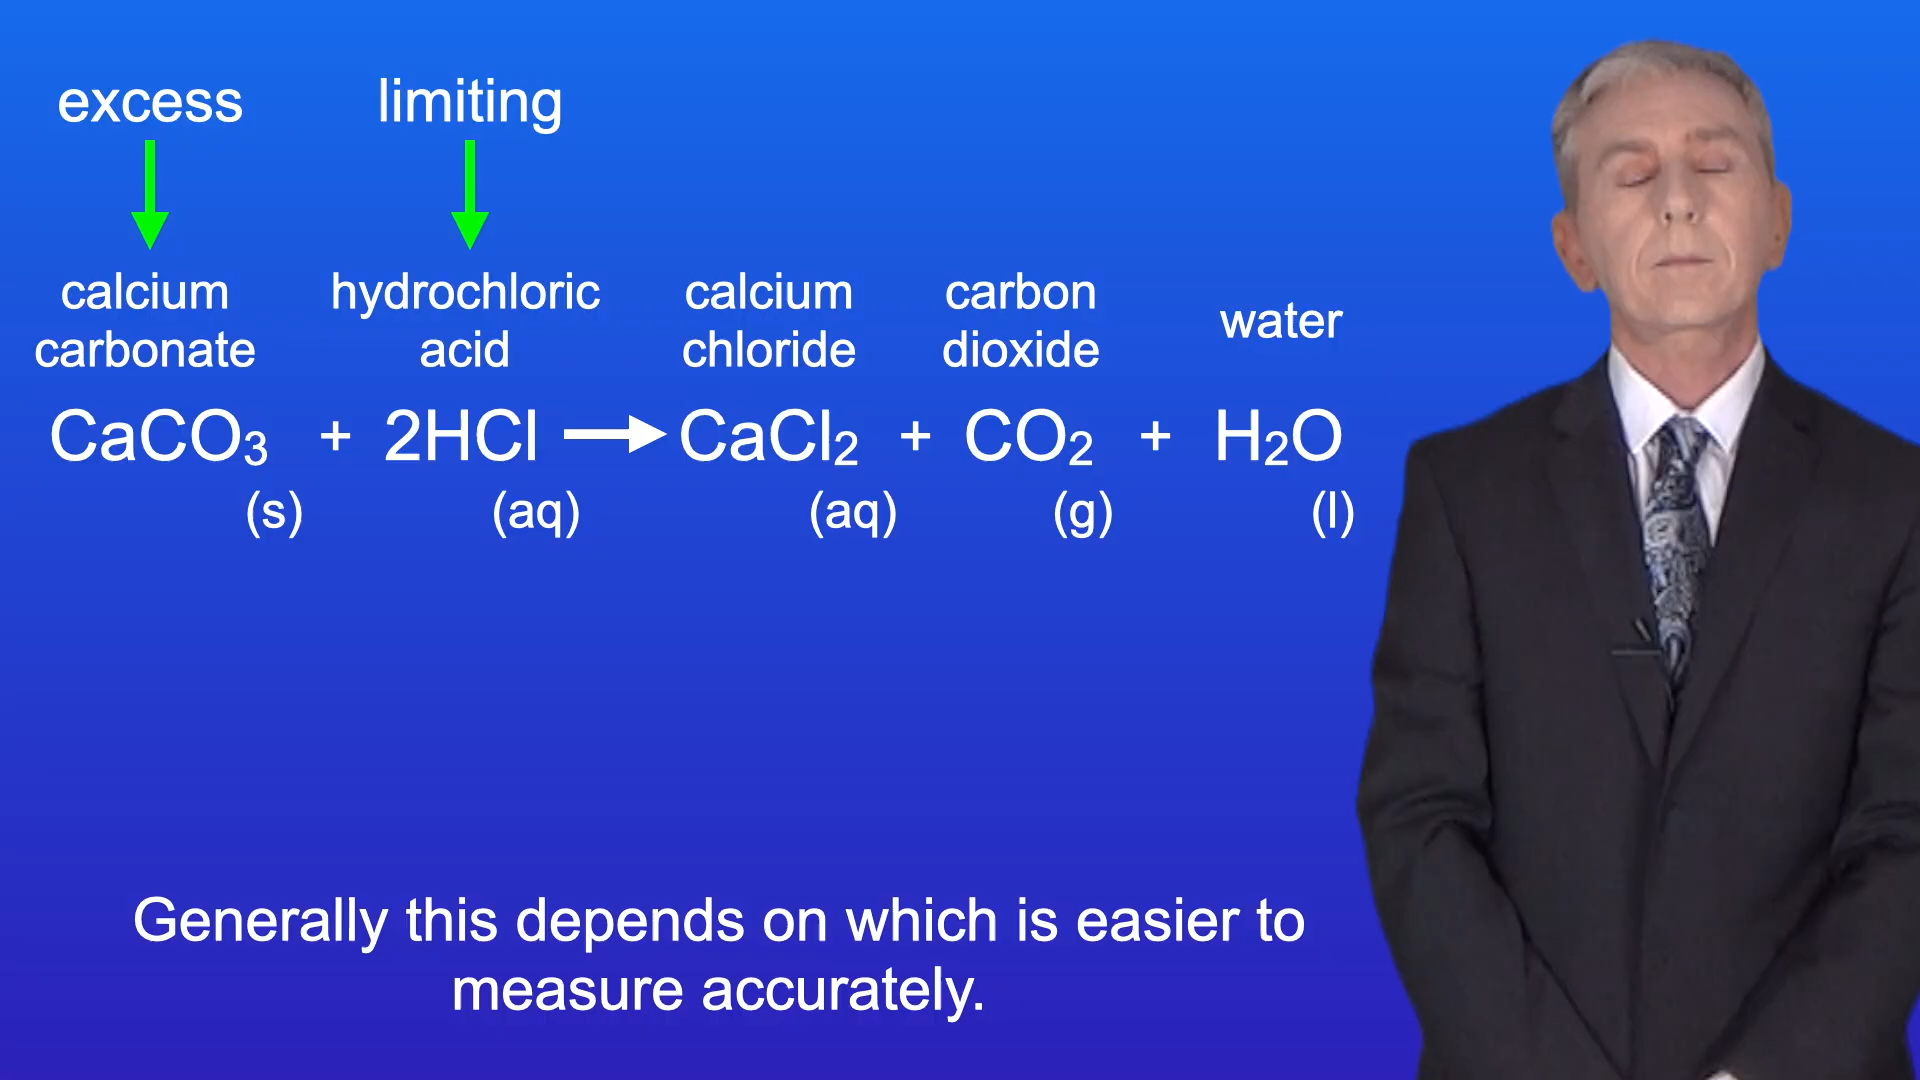 excess limiting
calcium carbonate hydrochloric acid calcium chloride carbon dioxide water
CaCO₃ + 2HCl → CaCl₂ + CO₂ + H₂O
(s) (aq) (aq) (g) (l)
Generally this depends on which is easier to
measure accurately.